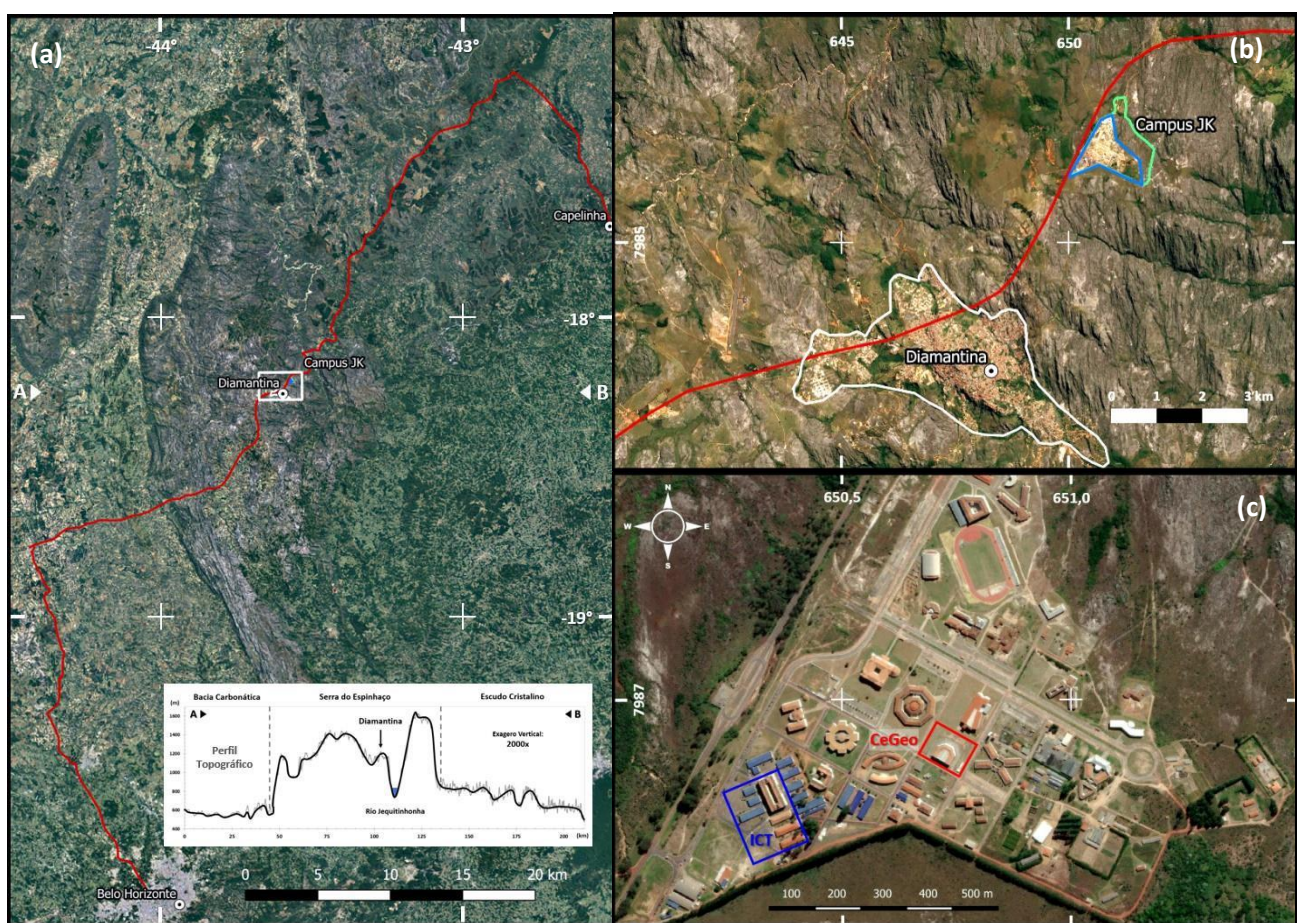 (a)
-44°
-43°
Capelinha
-18°
Campus JK
Diamantina
A
B
-19°
Bacia Carbonática
Serra do Espinhaço
Escudo Cristalino
(m)
A
Diamantina
B
1600
1400
Exagero Vertical:
2000x
Perfil
Topográfico
1200
1000
800
Rio Jequitinhonha
600
400
0
25
50
75
100
125
150
175
200
(km)
0
5
10
15
20 km
Belo Horizonte
645
650
(b)
Campus JK
7985
Diamantina
0
1
2
3 km
650,5
651,0
(c)
N
W
E
S
7987
CeGeo
ICT
100
200
300
400
500 m